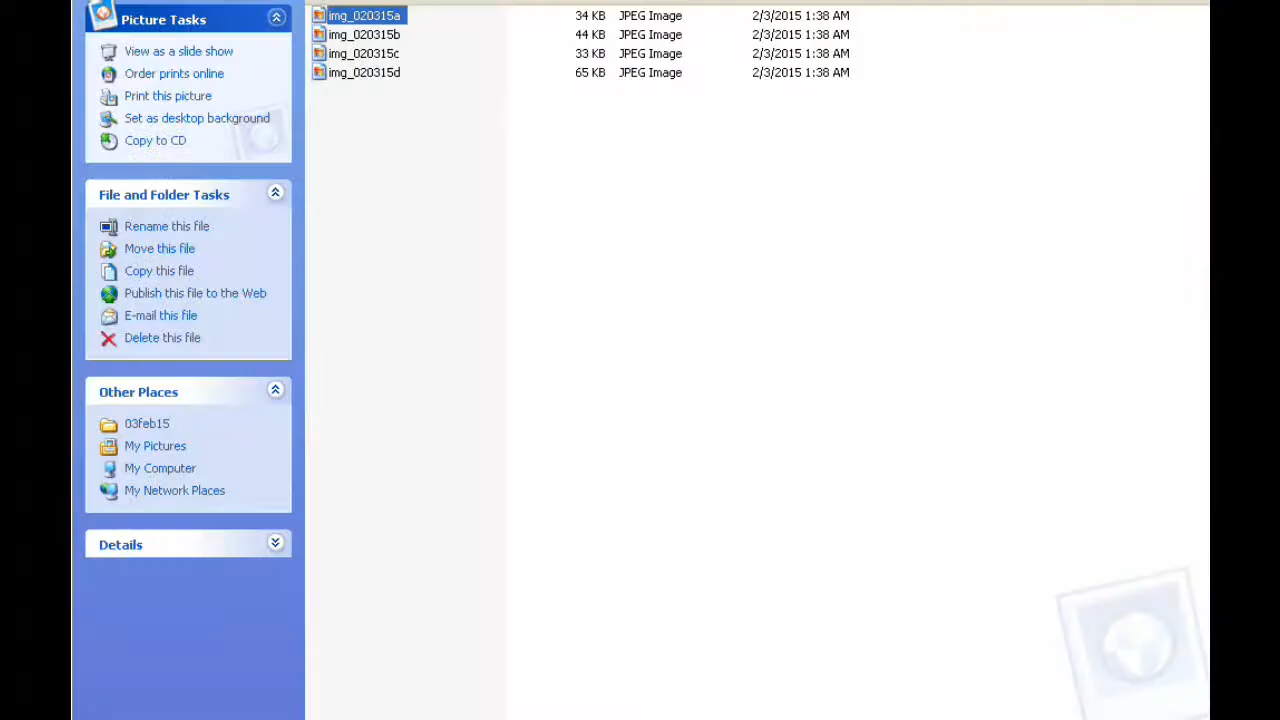 Picture Tasks
View as a slide show
Order prints online
Print this picture
Set as desktop background
Copy to CD
File and Folder Tasks
Rename this file
Move this file
Copy this file
Publish this file to the Web
E-mail this file
Delete this file
Other Places
03feb15
My Pictures
My Computer
My Network Places
Details
img_020315a 34 KB JPEG Image 2/3/2015 1:38 AM
img_020315b 44 KB JPEG Image 2/3/2015 1:38 AM
img_020315c 33 KB JPEG Image 2/3/2015 1:38 AM
img_020315d 65 KB JPEG Image 2/3/2015 1:38 AM